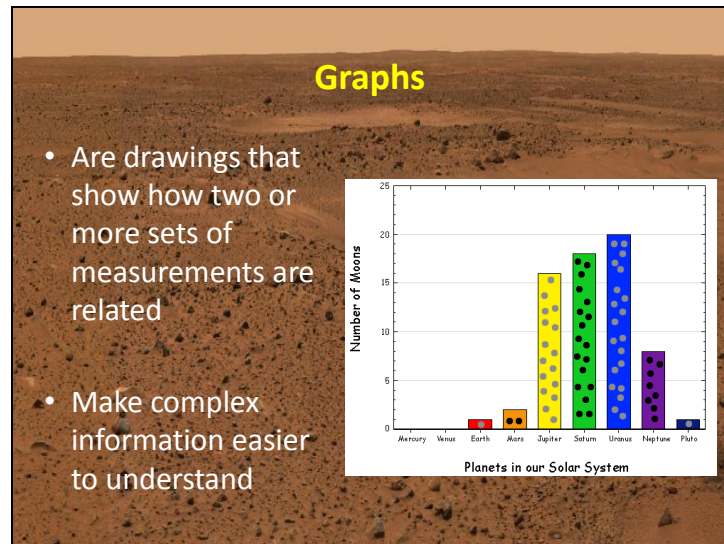 Graphs
• Are drawings that
show how two or
more sets of
measurements are
related
• Make complex
information easier
to understand
25
20
15
10
5
0
Number of Moons
Mercury Venus Earth Mars Jupiter Saturn Uranus Neptune Pluto
Planets in our Solar System